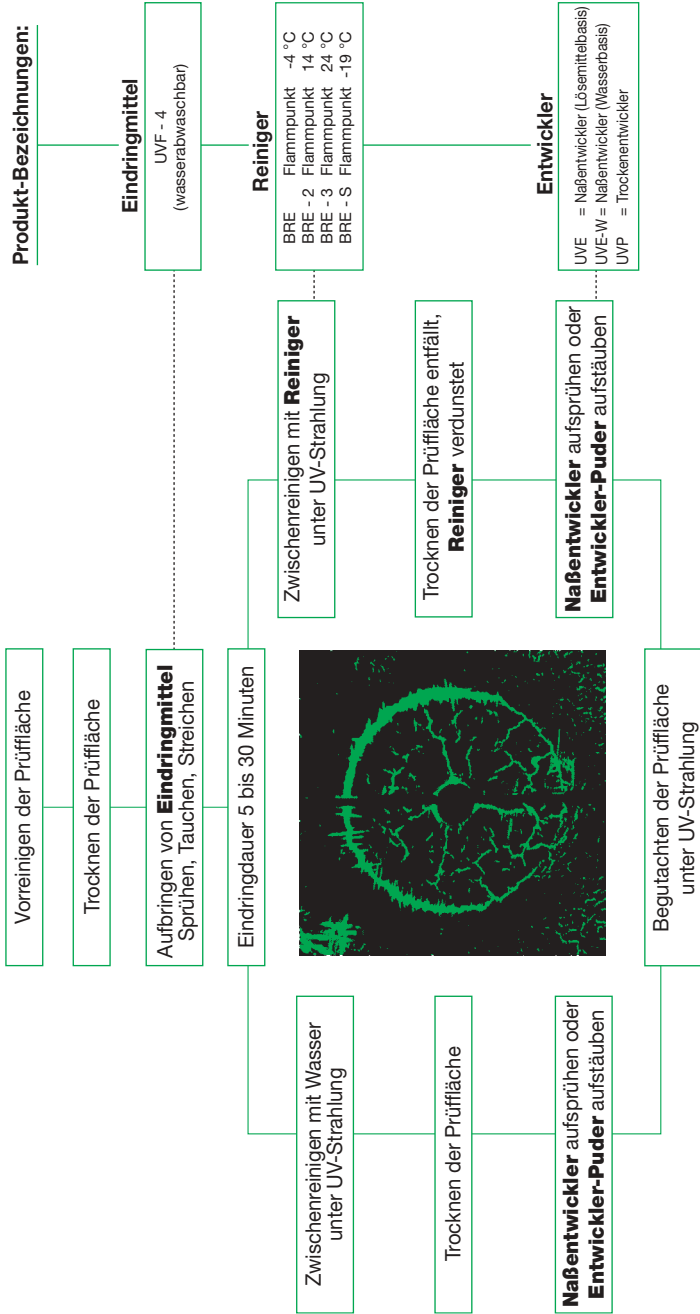 Vorreinigen der Prüffläche
Trocknen der Prüffläche
Aufbringen von Eindringmittel
Sprühen, Tauchen, Streichen
Eindringdauer 5 bis 30 Minuten
Zwischenreinigen mit Wasser
unter UV-Strahlung
Trocknen der Prüffläche
Naßentwickler aufsprühen oder
Entwickler-Puder aufstäuben
Zwischenreinigen mit Reiniger
unter UV-Strahlung
Trocknen der Prüffläche entfällt,
Reiniger verdunstet
Naßentwickler aufsprühen oder
Entwickler-Puder aufstäuben
Begutachten der Prüffläche
unter UV-Strahlung
Produkt-Bezeichnungen:
Eindringmittel
UVF - 4
(wasserabwaschbar)
Reiniger
BRE Flammpunkt -4 °C
BRE - 2 Flammpunkt 14 °C
BRE - 3 Flammpunkt 24 °C
BRE - S Flammpunkt -19 °C
Entwickler
UVE = Naßentwickler (Lösemittelbasis)
UVE-W = Naßentwickler (Wasserbasis)
UVP = Trockenentwickler